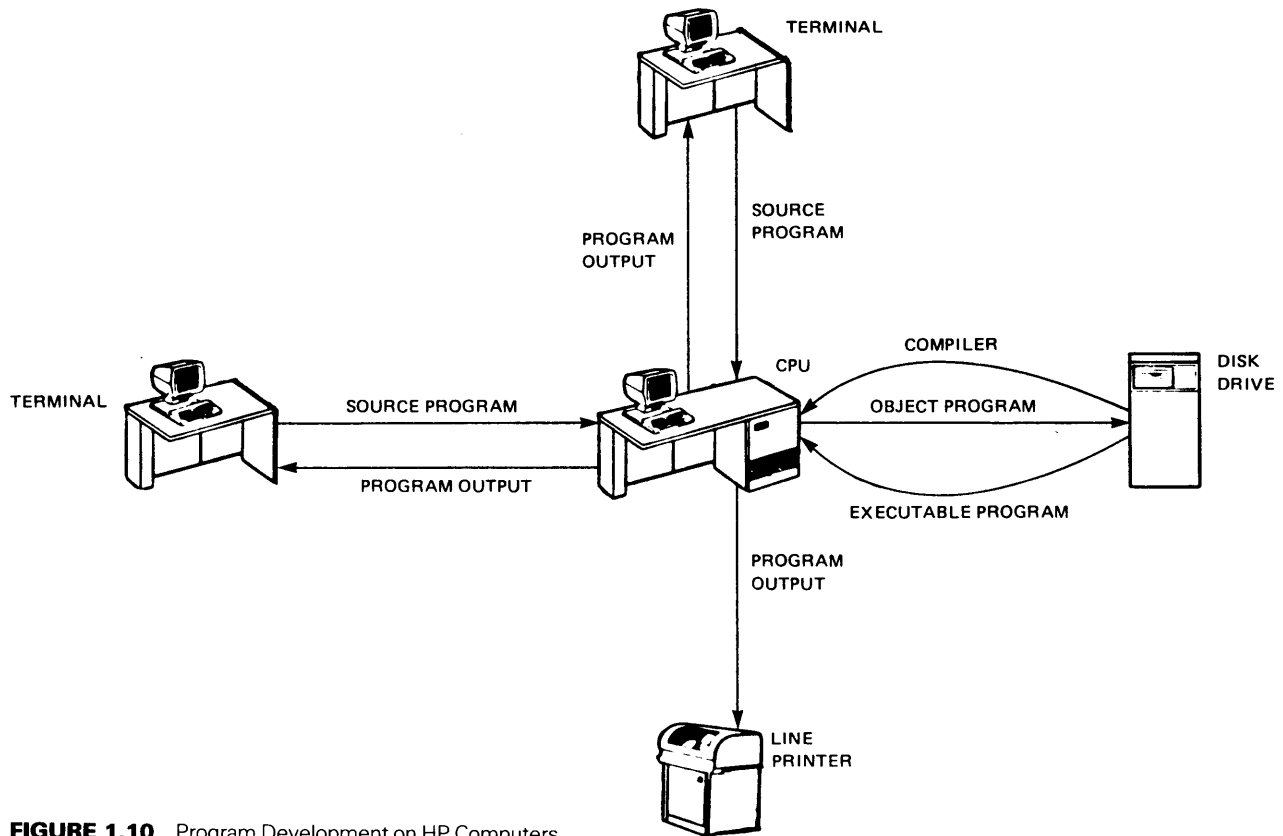 TERMINAL
PROGRAM
OUTPUT
SOURCE
PROGRAM
TERMINAL
SOURCE PROGRAM
PROGRAM OUTPUT
CPU
COMPILER
OBJECT PROGRAM
EXECUTABLE PROGRAM
DISK
DRIVE
PROGRAM
OUTPUT
LINE
PRINTER
FIGURE 1.10 Program Development on HP Computers